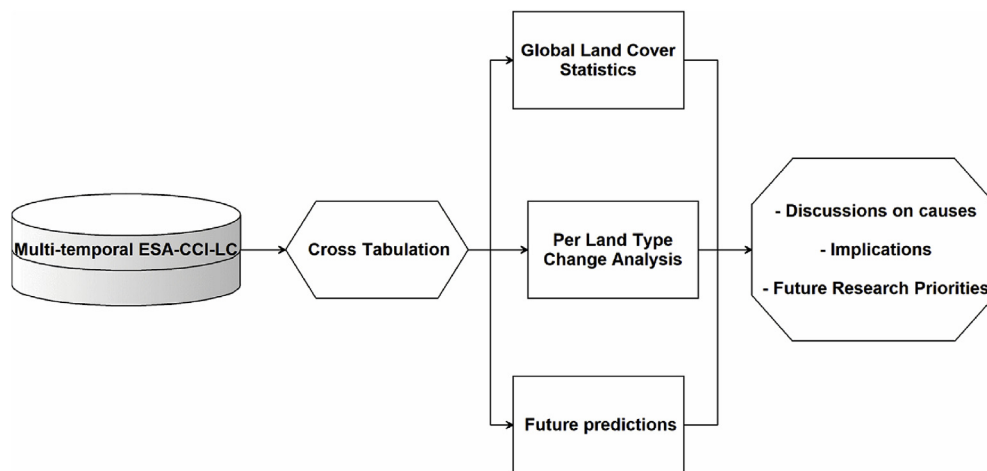 Multi-temporal ESA-CCI-LC
Cross Tabulation
Global Land Cover
Statistics
Per Land Type
Change Analysis
Future predictions
- Discussions on causes
- Implications
- Future Research Priorities